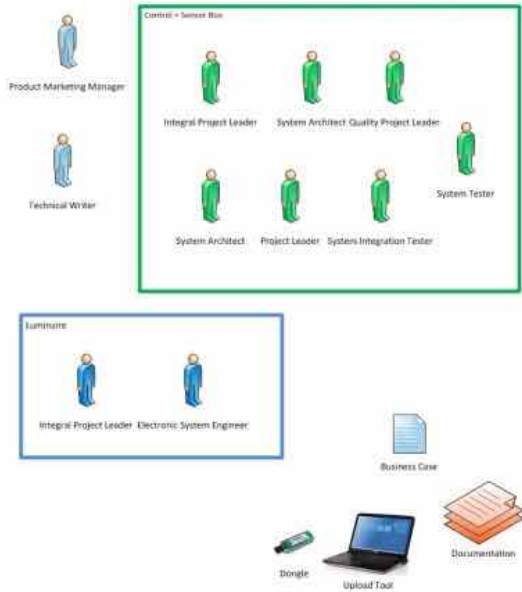 Control + Sensor Box
Product Marketing Manager
Integral Project Leader
System Architect
Quality Project Leader
Technical Writer
System Tester
System Architect
Project Leader
System Integration Tester
Luminaire
Integral Project Leader
Electronic System Engineer
Business Case
Documentation
Dongle
Upload Tool